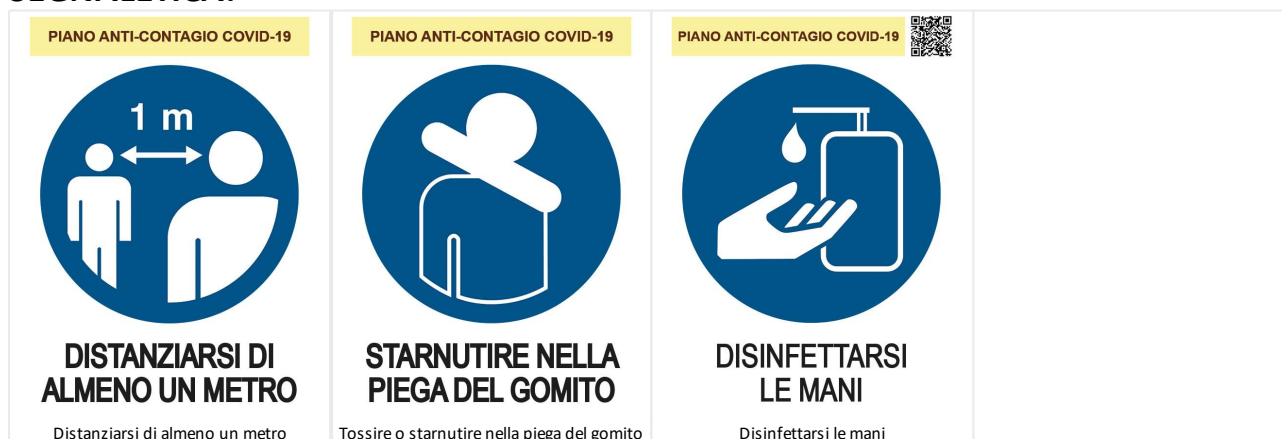 SEGNALETICA:
PIANO ANTI-CONTAGIO COVID-19
1 m
DISTANZIARSI DI
ALMENO UN METRO
Distanziarsi di almeno un metro
PIANO ANTI-CONTAGIO COVID-19
STARNUTIRE NELLA
PIEGA DEL GOMITO
Tossire o starnutire nella piega del gomito
PIANO ANTI-CONTAGIO COVID-19
DISINFETTARSI
LE MANI
Disinfettarsi le mani